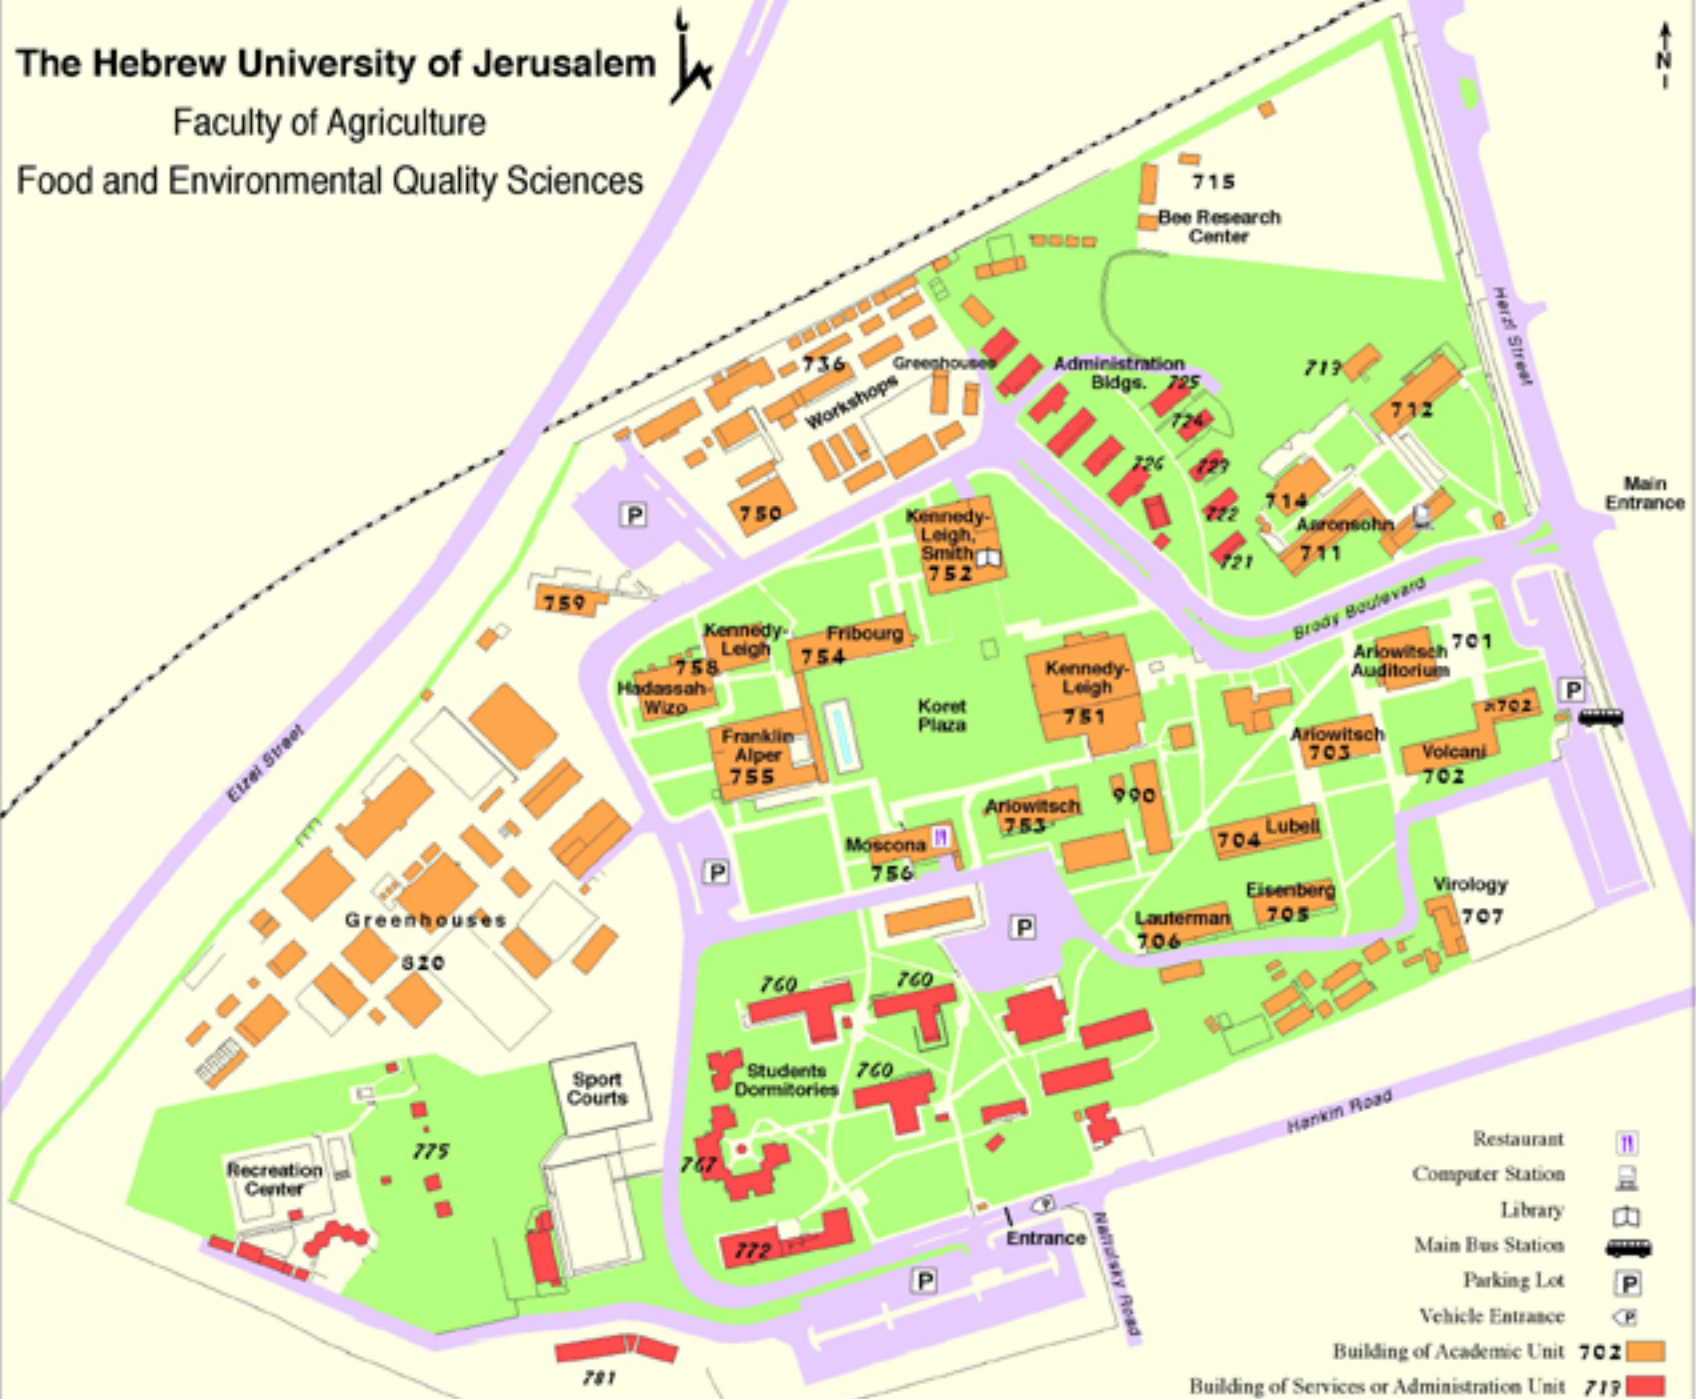 The Hebrew University of Jerusalem
Faculty of Agriculture
Food and Environmental Quality Sciences
N
715
Bee Research
Center
Herzl Street
736
Greenhouses
Workshops
Administration
Bldgs.
725
724
726
723
722
721
713
712
714
Aaronsohn
711
Main
Entrance
P
750
Kennedy-
Leigh,
Smith
752
759
Brody Boulevard
Kennedy-
Leigh
758
Hadassah-
Wizo
Fribourg
754
Franklin
Alper
755
Koret
Plaza
Kennedy-
Leigh
751
Ariowitsch
Auditorium
701
P
א702
Ariowitsch
703
Volcani
702
Etzel Street
Ariowitsch
753
990
Moscona
756
P
704 Lubell
Eisenberg
705
Lauterman
706
Virology
707
P
Greenhouses
820
760
760
760
Students
Dormitories
767
772
Sport
Courts
775
Recreation
Center
781
Hankin Road
P
Entrance
P
Restaurant
Computer Station
Library
Main Bus Station
Parking Lot P
Vehicle Entrance P
Building of Academic Unit 702
Building of Services or Administration Unit 713